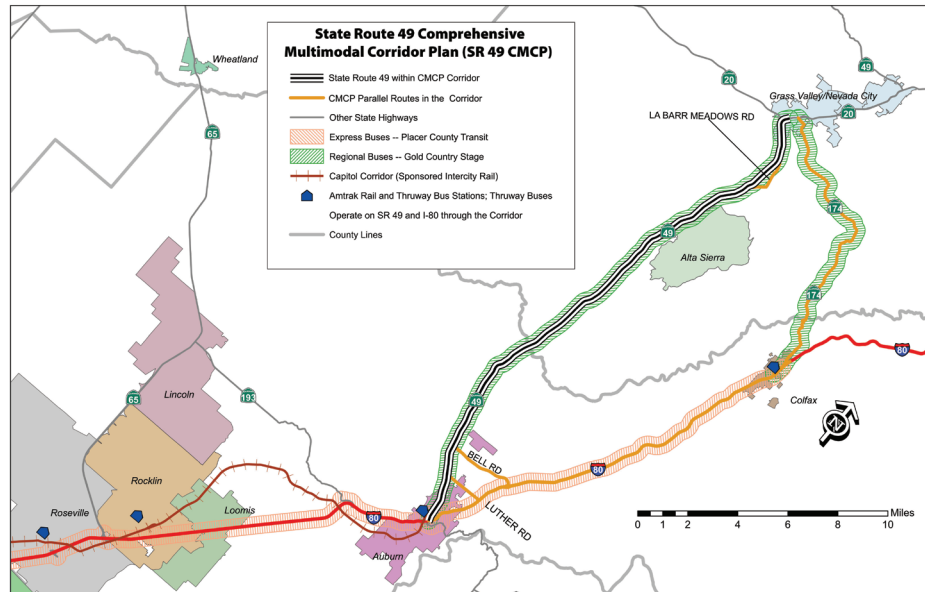 State Route 49 Comprehensive
Multimodal Corridor Plan (SR 49 CMCP)
State Route 49 within CMCP Corridor
CMCP Parallel Routes in the Corridor
Other State Highways
Express Buses -- Placer County Transit
Regional Buses -- Gold Country Stage
Capitol Corridor (Sponsored Intercity Rail)
Amtrak Rail and Thruway Bus Stations; Thruway Buses
Operate on SR 49 and I-80 through the Corridor
County Lines
Wheatland
65
20
49
Grass Valley/Nevada City
20
LA BARR MEADOWS RD
174
49
Alta Sierra
174
80
Colfax
N
65
Lincoln
193
49
BELL RD
80
Rocklin
Roseville
Loomis
80
LUTHER RD
Auburn
0 2 4 6 8 10 Miles